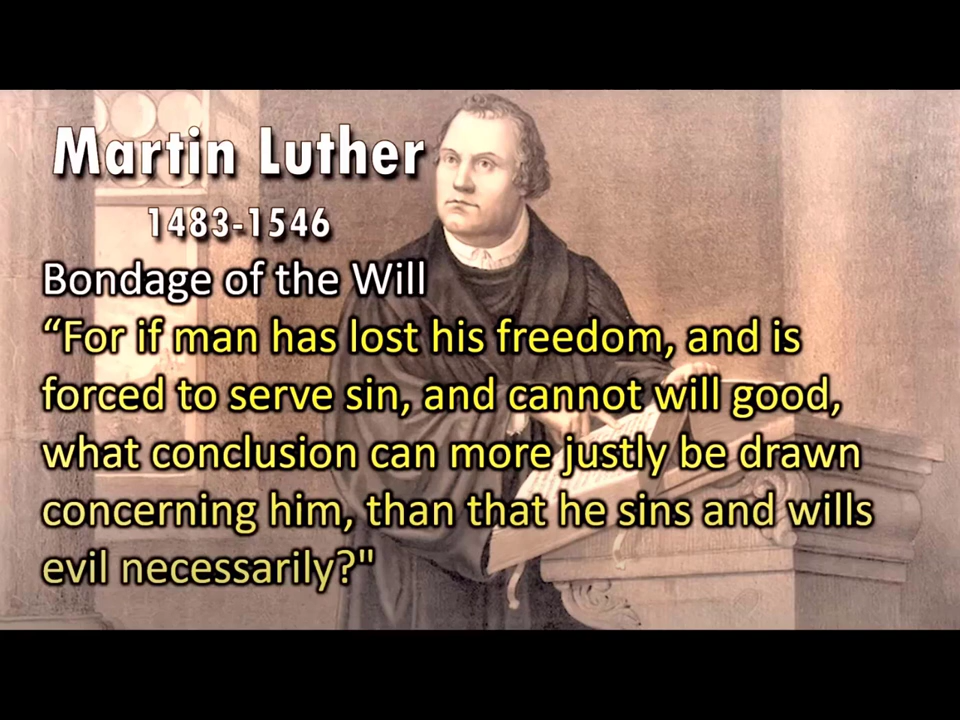 Martin Luther
1483-1546
Bondage of the Will
“For if man has lost his freedom, and is
forced to serve sin, and cannot will good,
what conclusion can more justly be drawn
concerning him, than that he sins and wills
evil necessarily?"